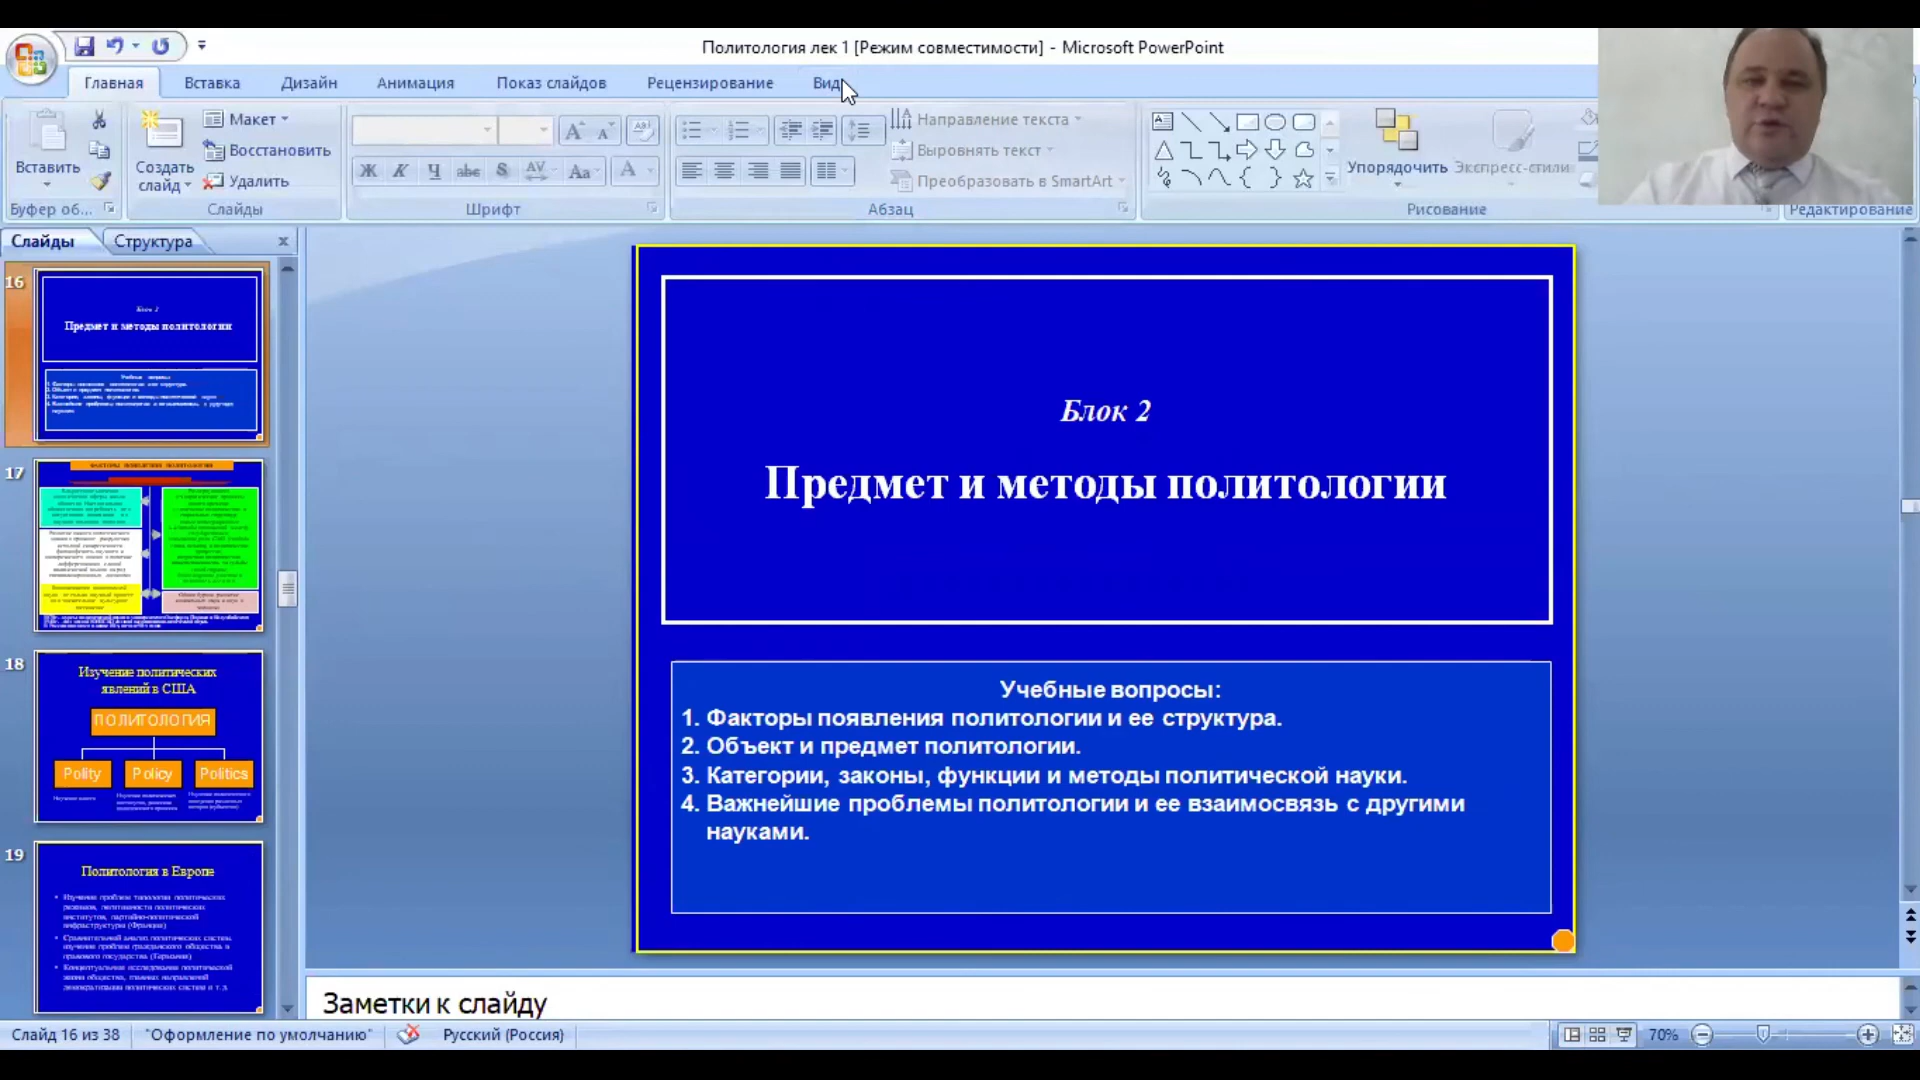 Политология лек 1 [Режим совместимости] - Microsoft PowerPoint
Главная Вставка Дизайн Анимация Показ слайдов Рецензирование Вид
Вставить
Буфер об...
Создать
слайд
Макет
Восстановить
Удалить
Слайды
Ж К Ч abc S AV Aa А
Шрифт
Направление текста
Выровнять текст
Преобразовать в SmartArt
Абзац
Упорядочить
Экспресс-стили
Рисование
Редактирование
Слайды Структура
16
Блок 2
Предмет и методы политологии
17
18
Изучение политических
явлений в США
ПОЛИТОЛОГИЯ
Polity Policy Politics
19
Политология в Европе
Блок 2
Предмет и методы политологии
Учебные вопросы:
1. Факторы появления политологии и ее структура.
2. Объект и предмет политологии.
3. Категории, законы, функции и методы политической науки.
4. Важнейшие проблемы политологии и ее взаимосвязь с другими
науками.
Заметки к слайду
Слайд 16 из 38 "Оформление по умолчанию" Русский (Россия) 70%